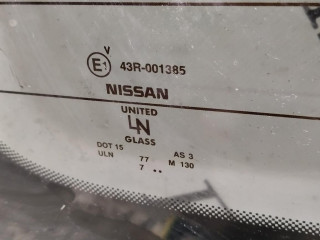 V
E1 43R-001385
NISSAN
UNITED
LN
GLASS
DOT 15 AS 3
ULN 77 M 130
7 ..